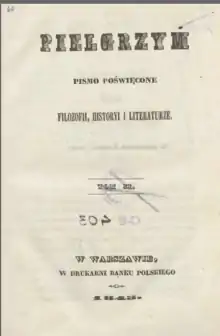 PIELGRZYM
PISMO POŚWIĘCONE
FILOZOFII, HISTORYI I LITERATURZE.
TOM II.
W WARSZAWIE,
W DRUKARNI BANKU POLSKIEGO